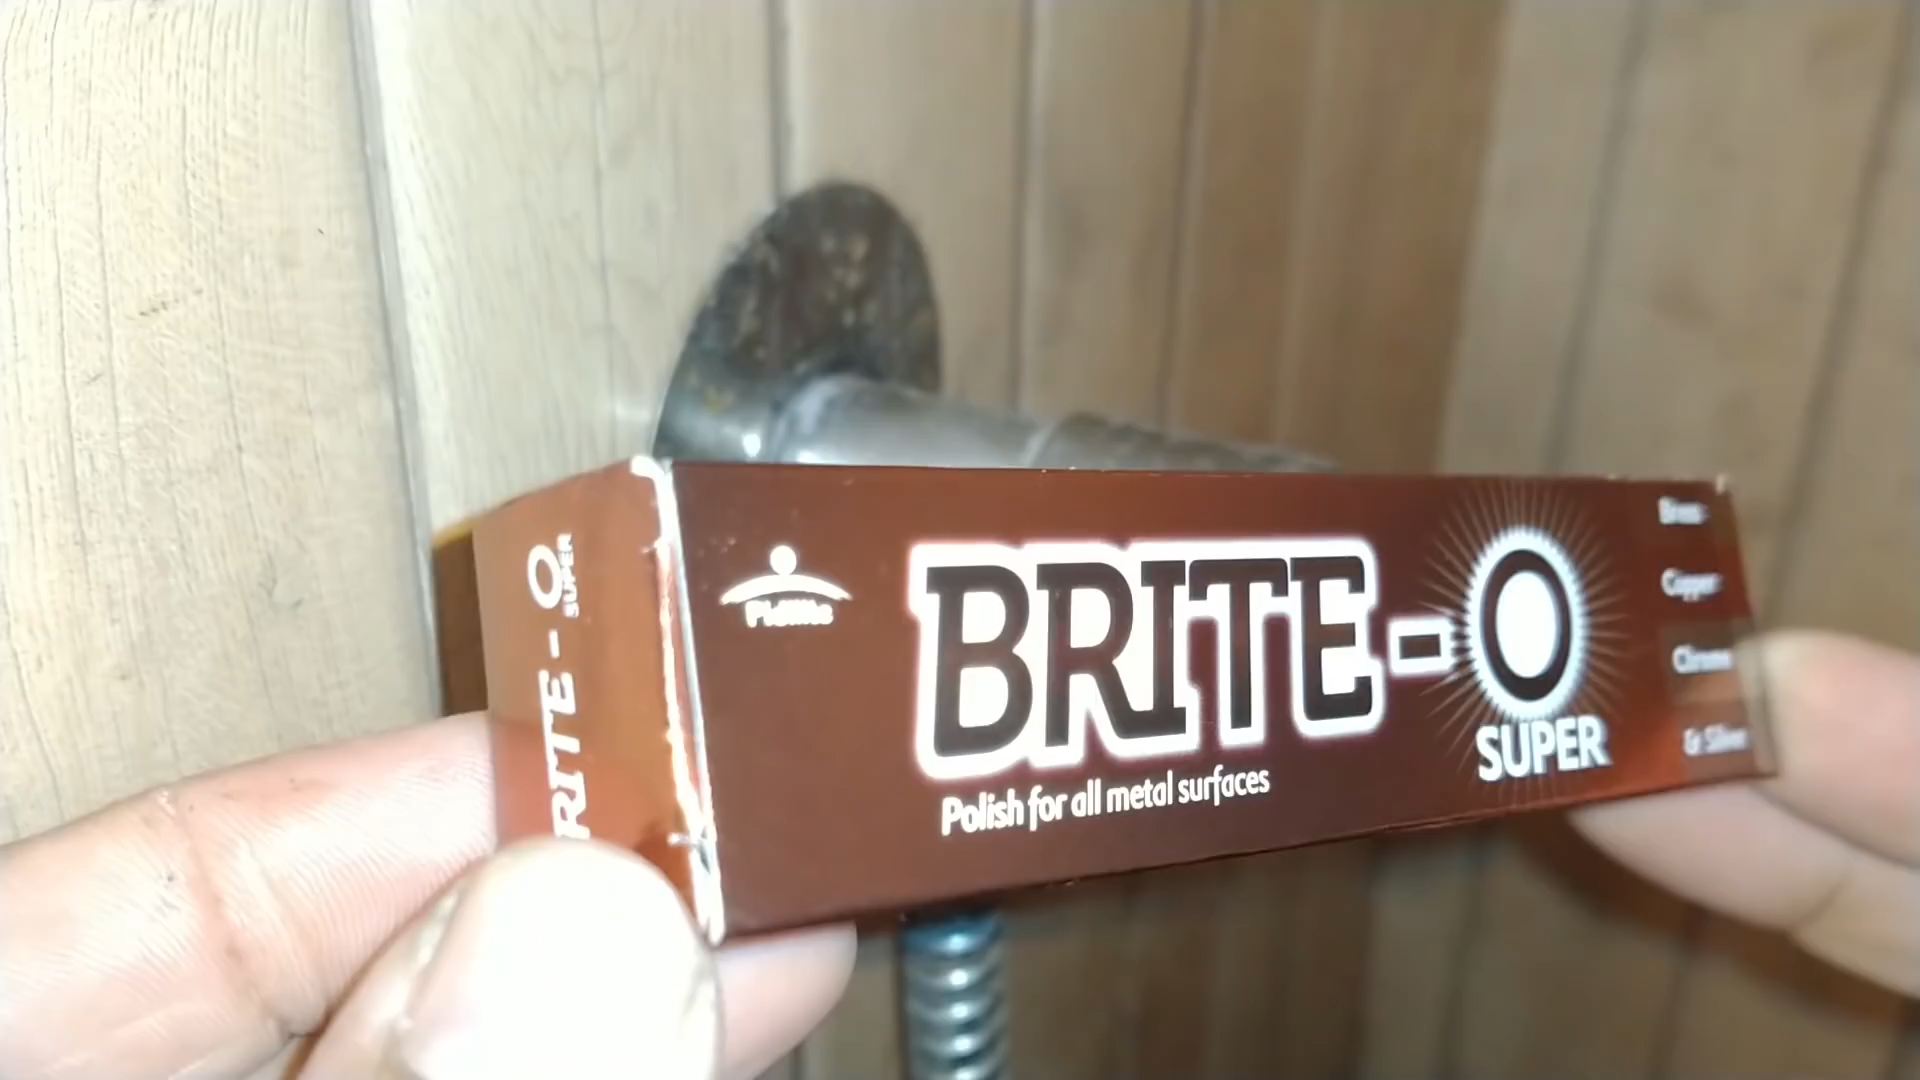 BRITE-O
SUPER
Pidilite
BRITE-O
SUPER
Polish for all metal surfaces
Brass
Copper
Chrome
& Silver